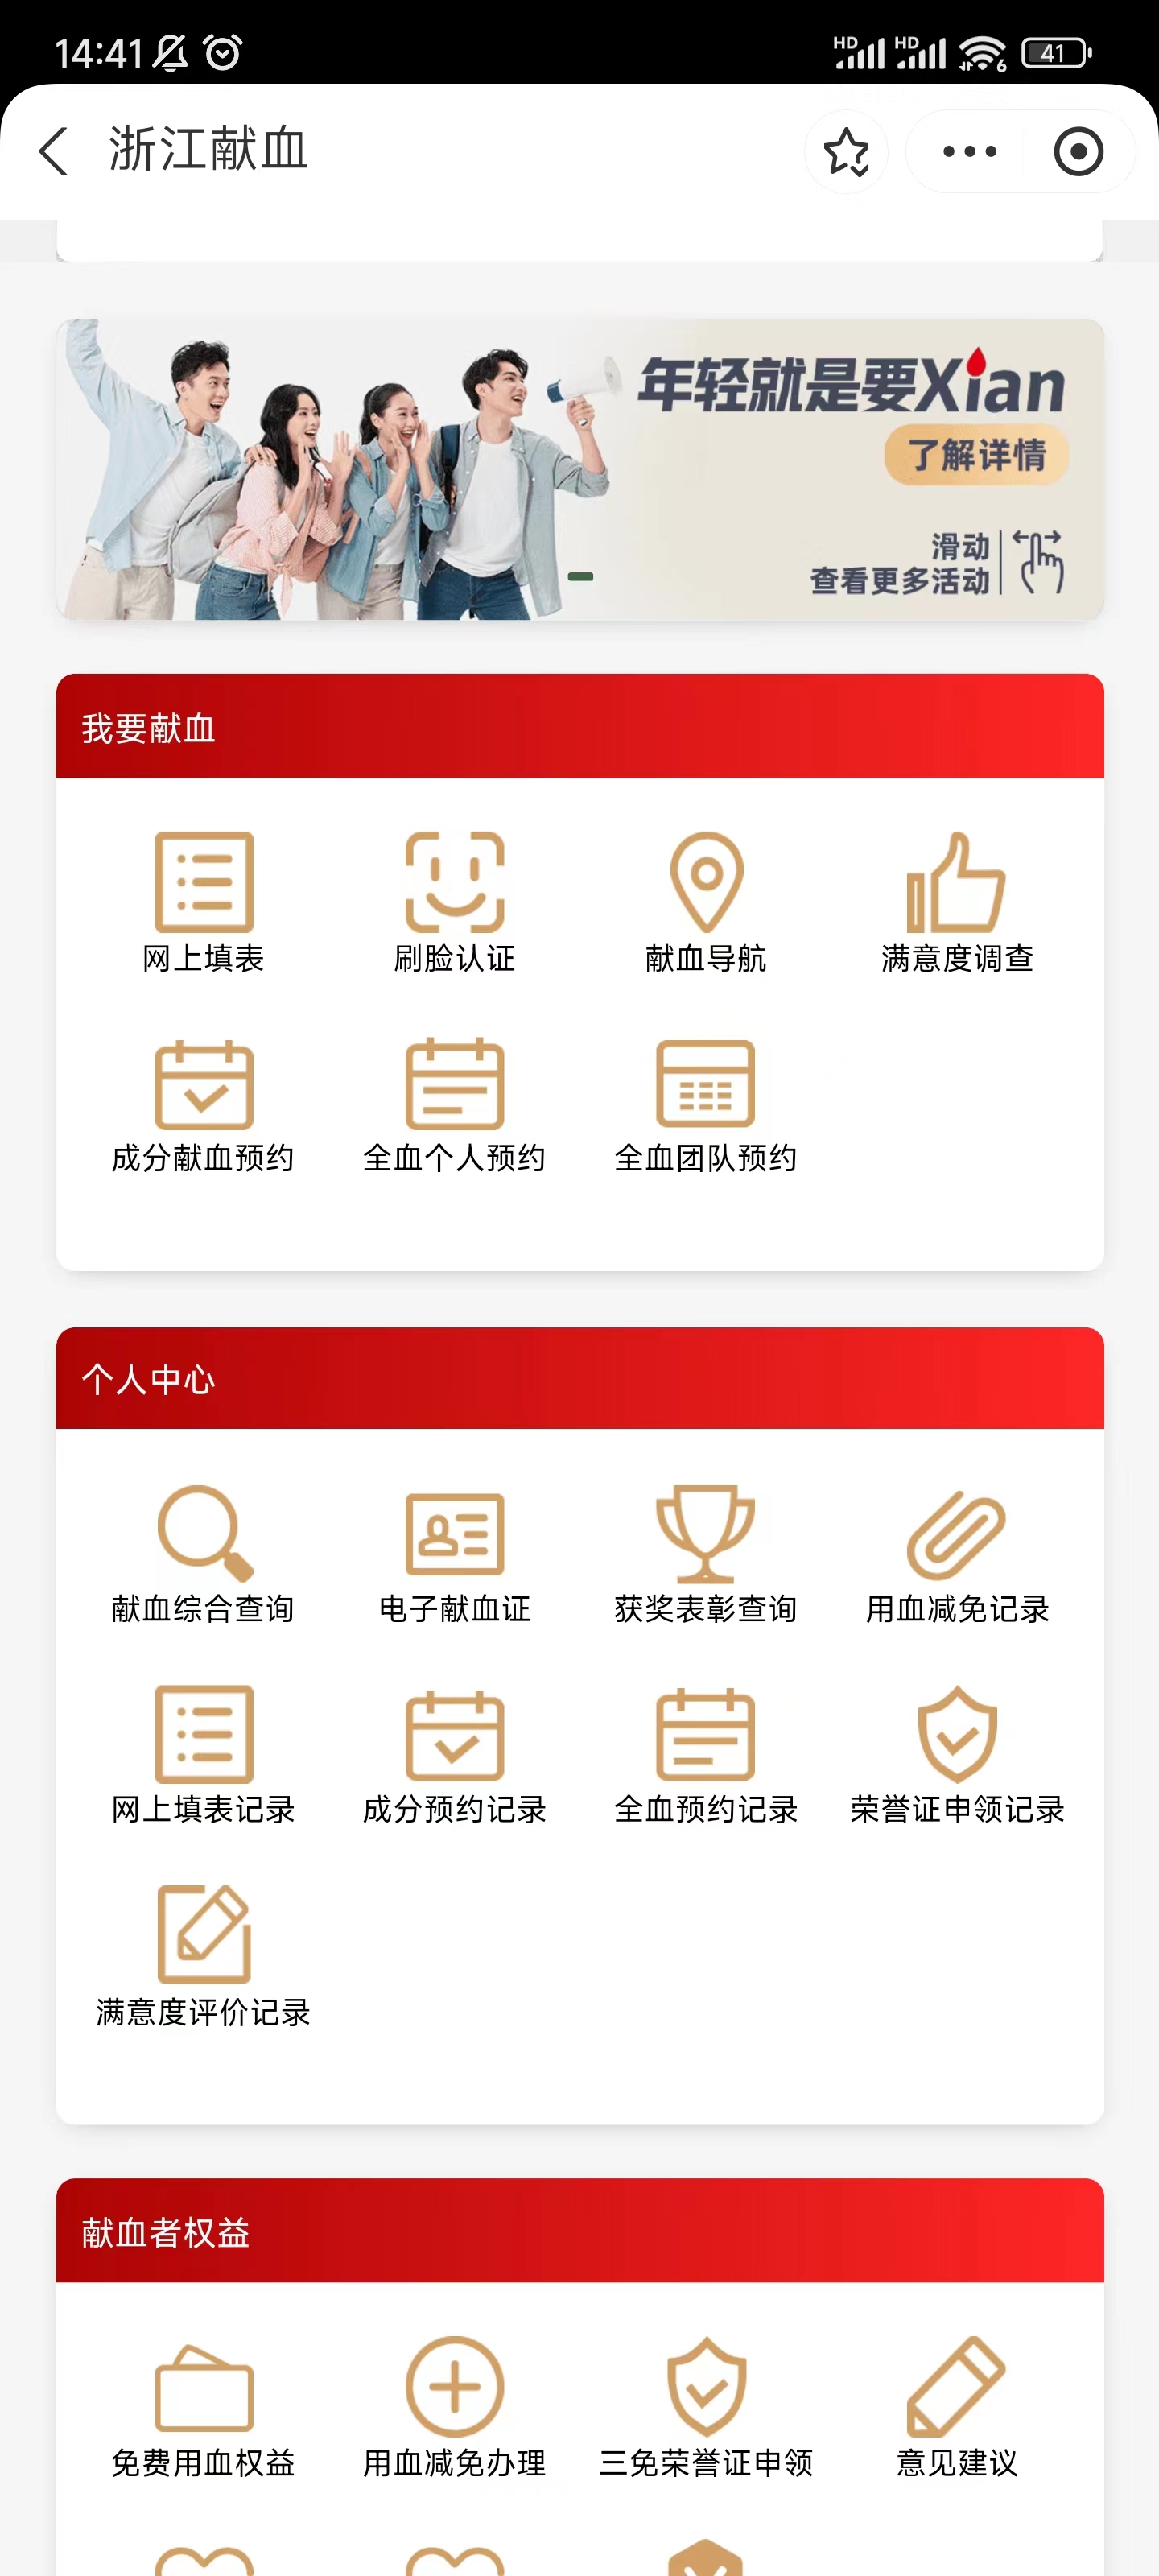 14:41 HD HD 6 41
浙江献血
年轻就是要Xian
了解详情
滑动
查看更多活动
我要献血
网上填表 刷脸认证 献血导航 满意度调查
成分献血预约 全血个人预约 全血团队预约
个人中心
献血综合查询 电子献血证 获奖表彰查询 用血减免记录
网上填表记录 成分预约记录 全血预约记录 荣誉证申领记录
满意度评价记录
献血者权益
免费用血权益 用血减免办理 三免荣誉证申领 意见建议